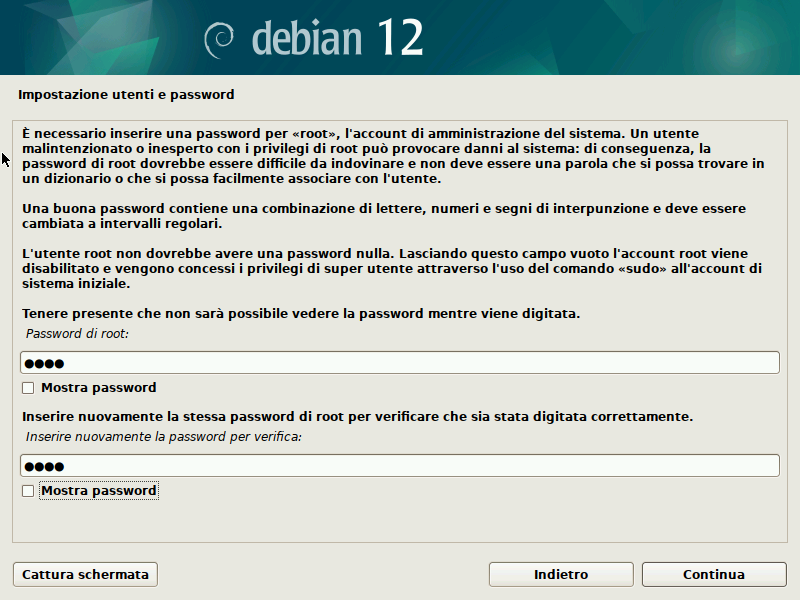 debian 12
Impostazione utenti e password
È necessario inserire una password per «root», l'account di amministrazione del sistema. Un utente
malintenzionato o inesperto con i privilegi di root può provocare danni al sistema: di conseguenza, la
password di root dovrebbe essere difficile da indovinare e non deve essere una parola che si possa trovare in
un dizionario o che si possa facilmente associare con l'utente.
Una buona password contiene una combinazione di lettere, numeri e segni di interpunzione e deve essere
cambiata a intervalli regolari.
L'utente root non dovrebbe avere una password nulla. Lasciando questo campo vuoto l'account root viene
disabilitato e vengono concessi i privilegi di super utente attraverso l'uso del comando «sudo» all'account di
sistema iniziale.
Tenere presente che non sarà possibile vedere la password mentre viene digitata.
Password di root:
●●●●
Mostra password
Inserire nuovamente la stessa password di root per verificare che sia stata digitata correttamente.
Inserire nuovamente la password per verifica:
●●●●
Mostra password
Cattura schermata
Indietro
Continua